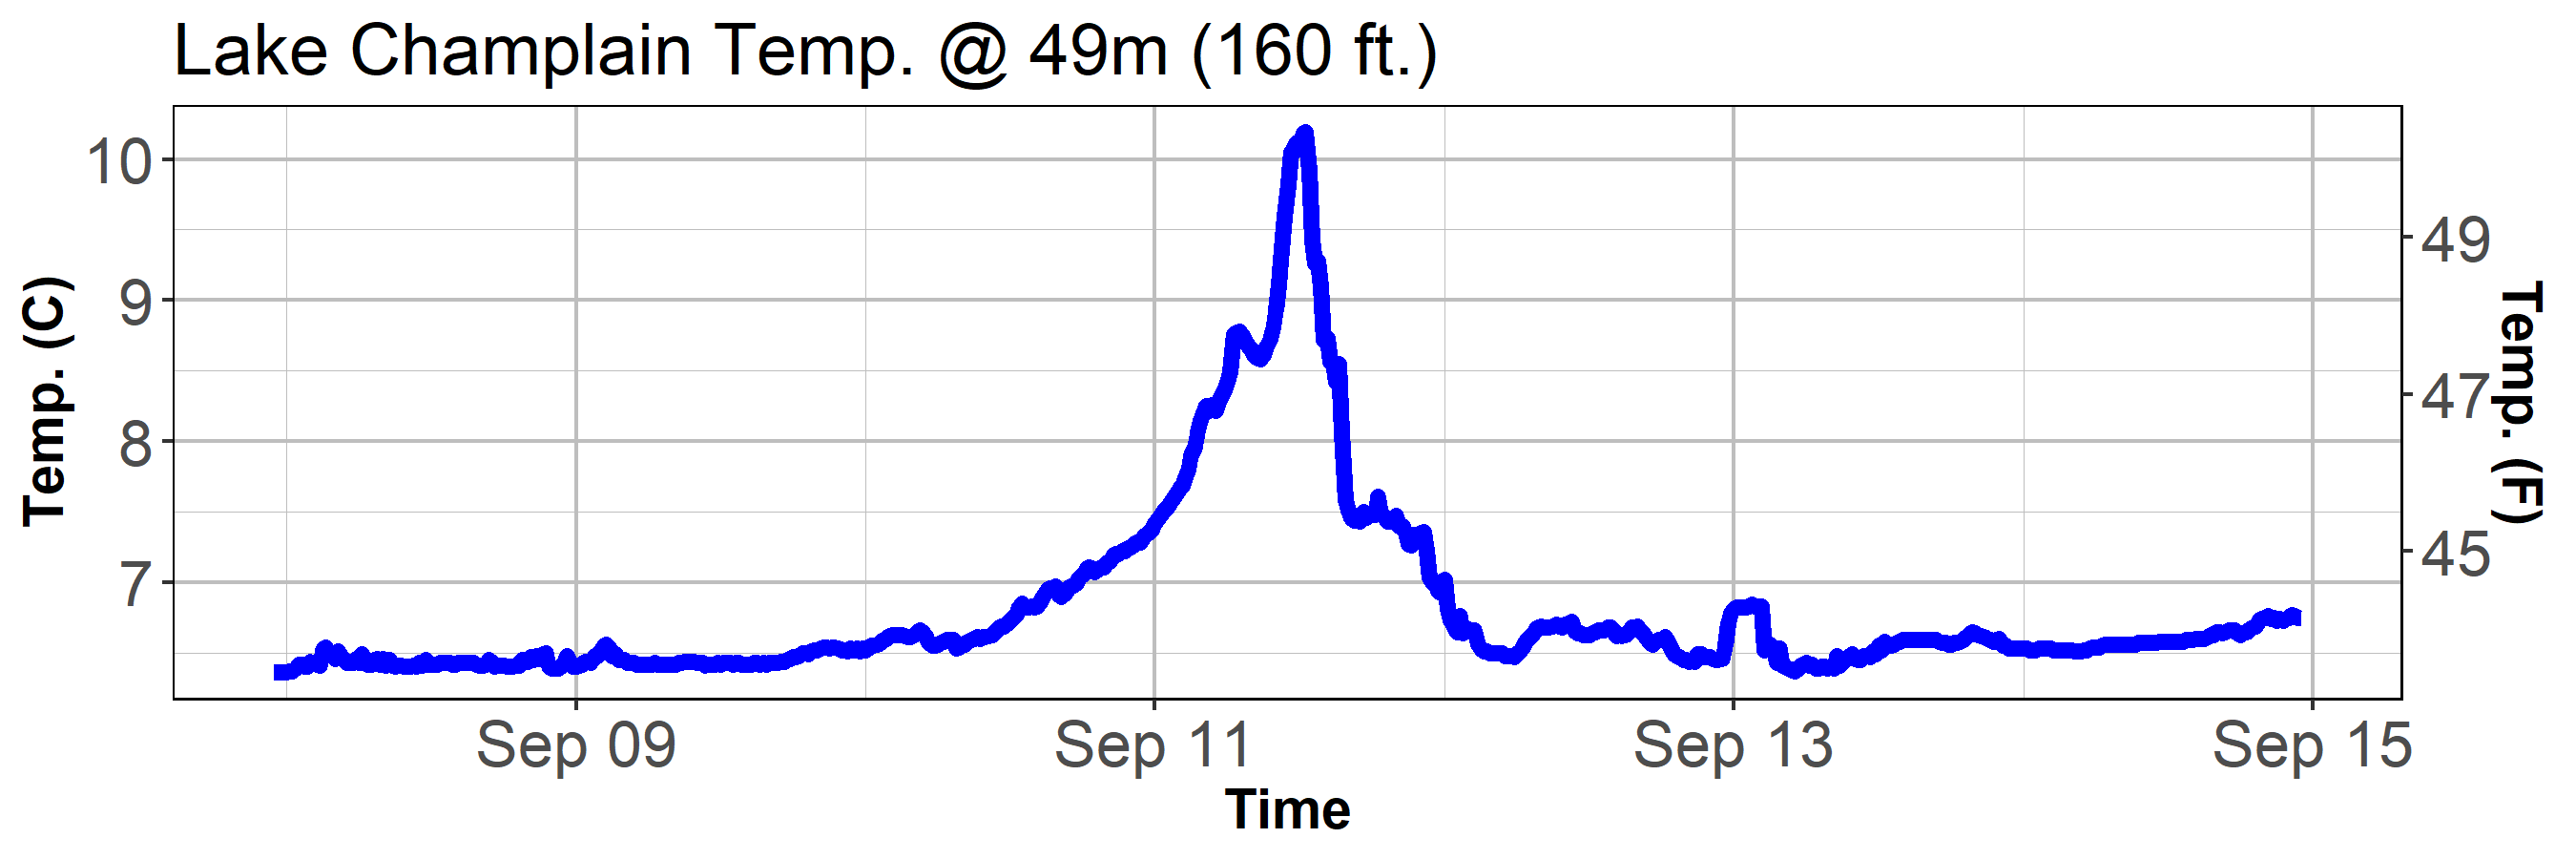 Lake Champlain Temp. @ 49m (160 ft.)
10
9
8
7
Temp. (C)
49
47
45
Temp. (F)
Sep 09 Sep 11 Sep 13 Sep 15
Time